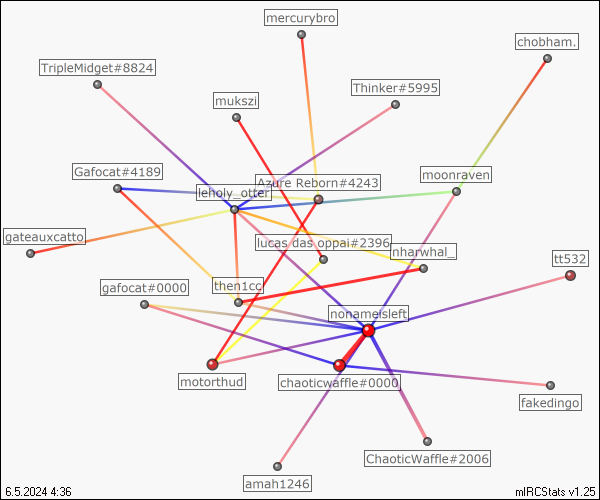 mercurybro
chobham.
TripleMidget#8824
Thinker#5995
mukszi
Gafocat#4189
Azure Reborn#4243
moonraven
leholy_otter
gateauxcatto
lucas das oppai#2396
nharwhal_
tt532
gafocat#0000
then1cc
nonameisleft
motorthud
chaoticwaffle#0000
fakedingo
ChaoticWaffle#2006
amah1246
6.5.2024 4:36
mIRCStats v1.25